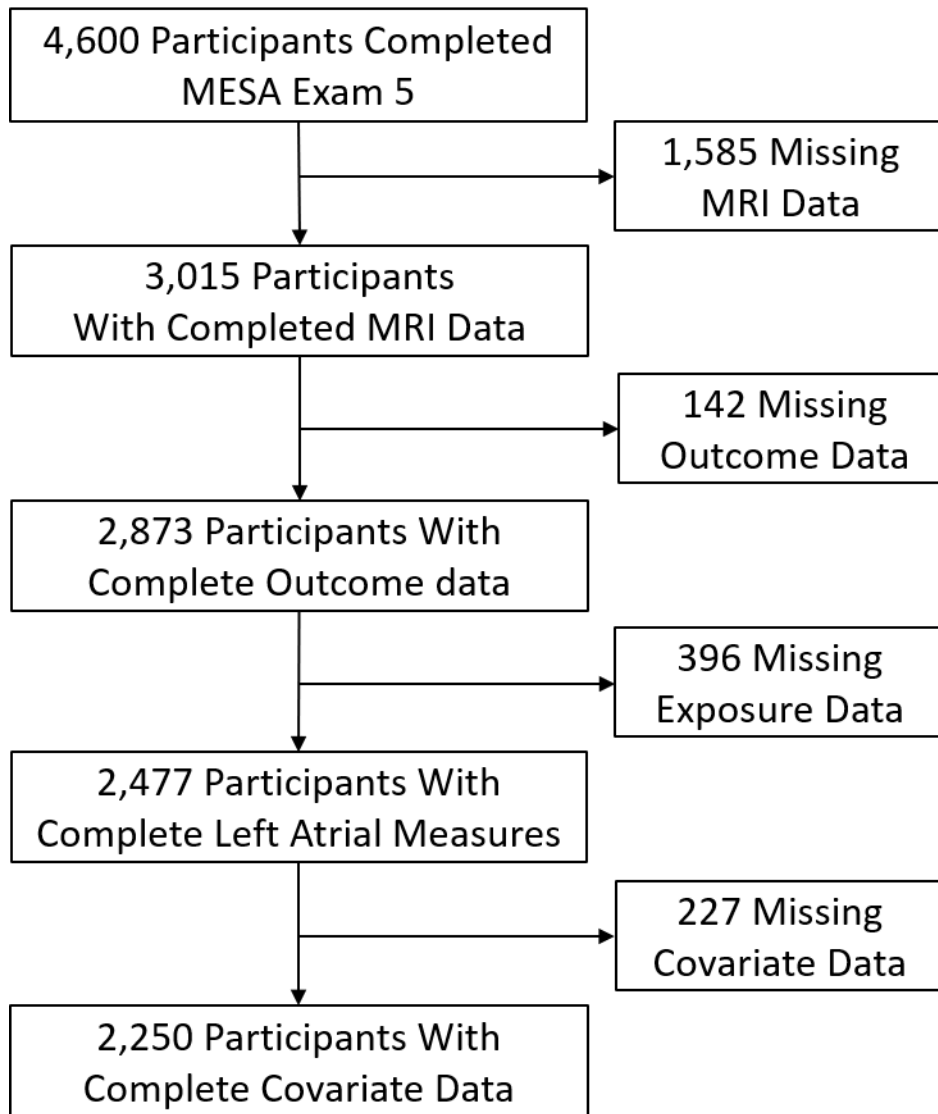 4,600 Participants Completed
MESA Exam 5
1,585 Missing
MRI Data
3,015 Participants
With Completed MRI Data
142 Missing
Outcome Data
2,873 Participants With
Complete Outcome data
396 Missing
Exposure Data
2,477 Participants With
Complete Left Atrial Measures
227 Missing
Covariate Data
2,250 Participants With
Complete Covariate Data